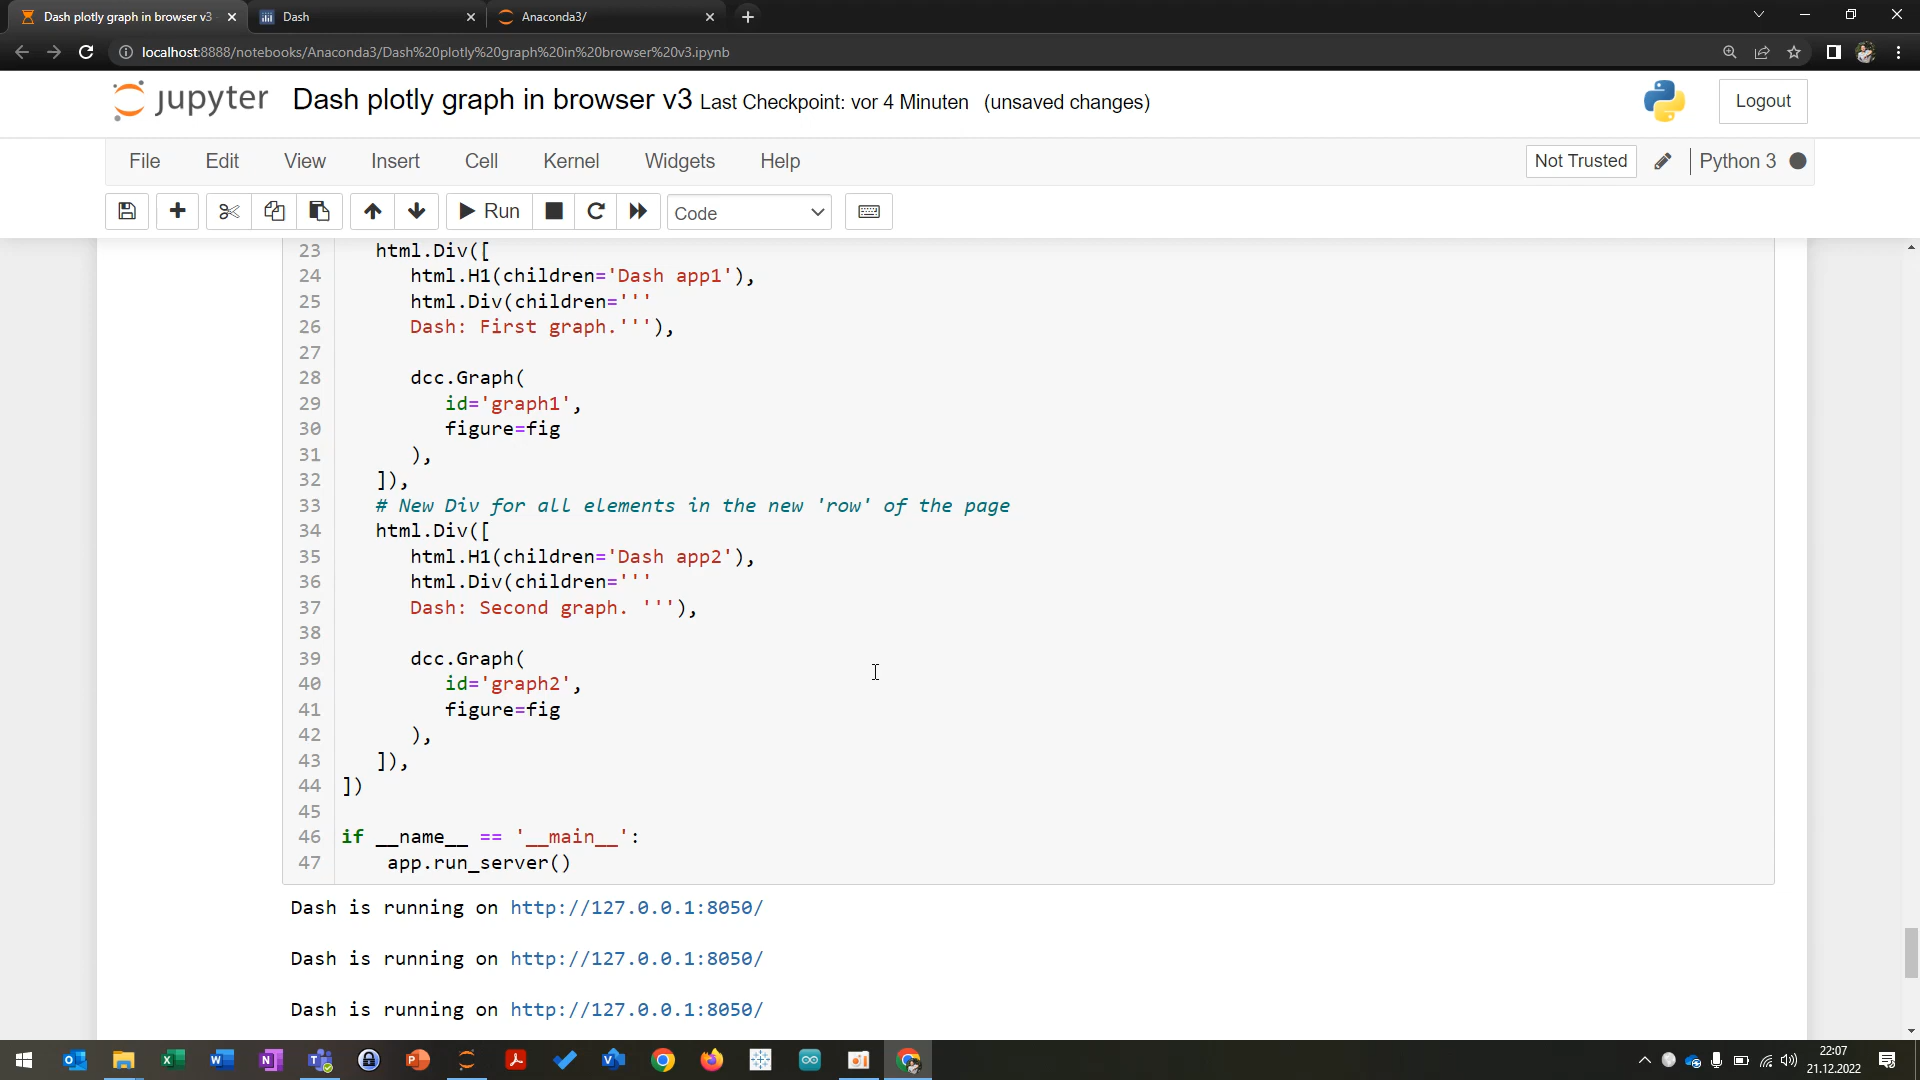 Dash plotly graph in browser v3
Dash
Anaconda3/
localhost:8888/notebooks/Anaconda3/Dash%20plotly%20graph%20in%20browser%20v3.ipynb
jupyter
Dash plotly graph in browser v3 Last Checkpoint: vor 4 Minuten (unsaved changes)
Logout
File Edit View Insert Cell Kernel Widgets Help
Not Trusted
Python 3
Run
Code
23 html.Div([
24 html.H1(children='Dash app1'),
25 html.Div(children='''
26 Dash: First graph.'''),
27
28 dcc.Graph(
29 id='graph1',
30 figure=fig
31 ),
32 ]),
33 # New Div for all elements in the new 'row' of the page
34 html.Div([
35 html.H1(children='Dash app2'),
36 html.Div(children='''
37 Dash: Second graph. '''),
38
39 dcc.Graph(
40 id='graph2',
41 figure=fig
42 ),
43 ]),
44 ])
45
46 if __name__ == '__main__':
47 app.run_server()
Dash is running on http://127.0.0.1:8050/
Dash is running on http://127.0.0.1:8050/
Dash is running on http://127.0.0.1:8050/
22:07
21.12.2022